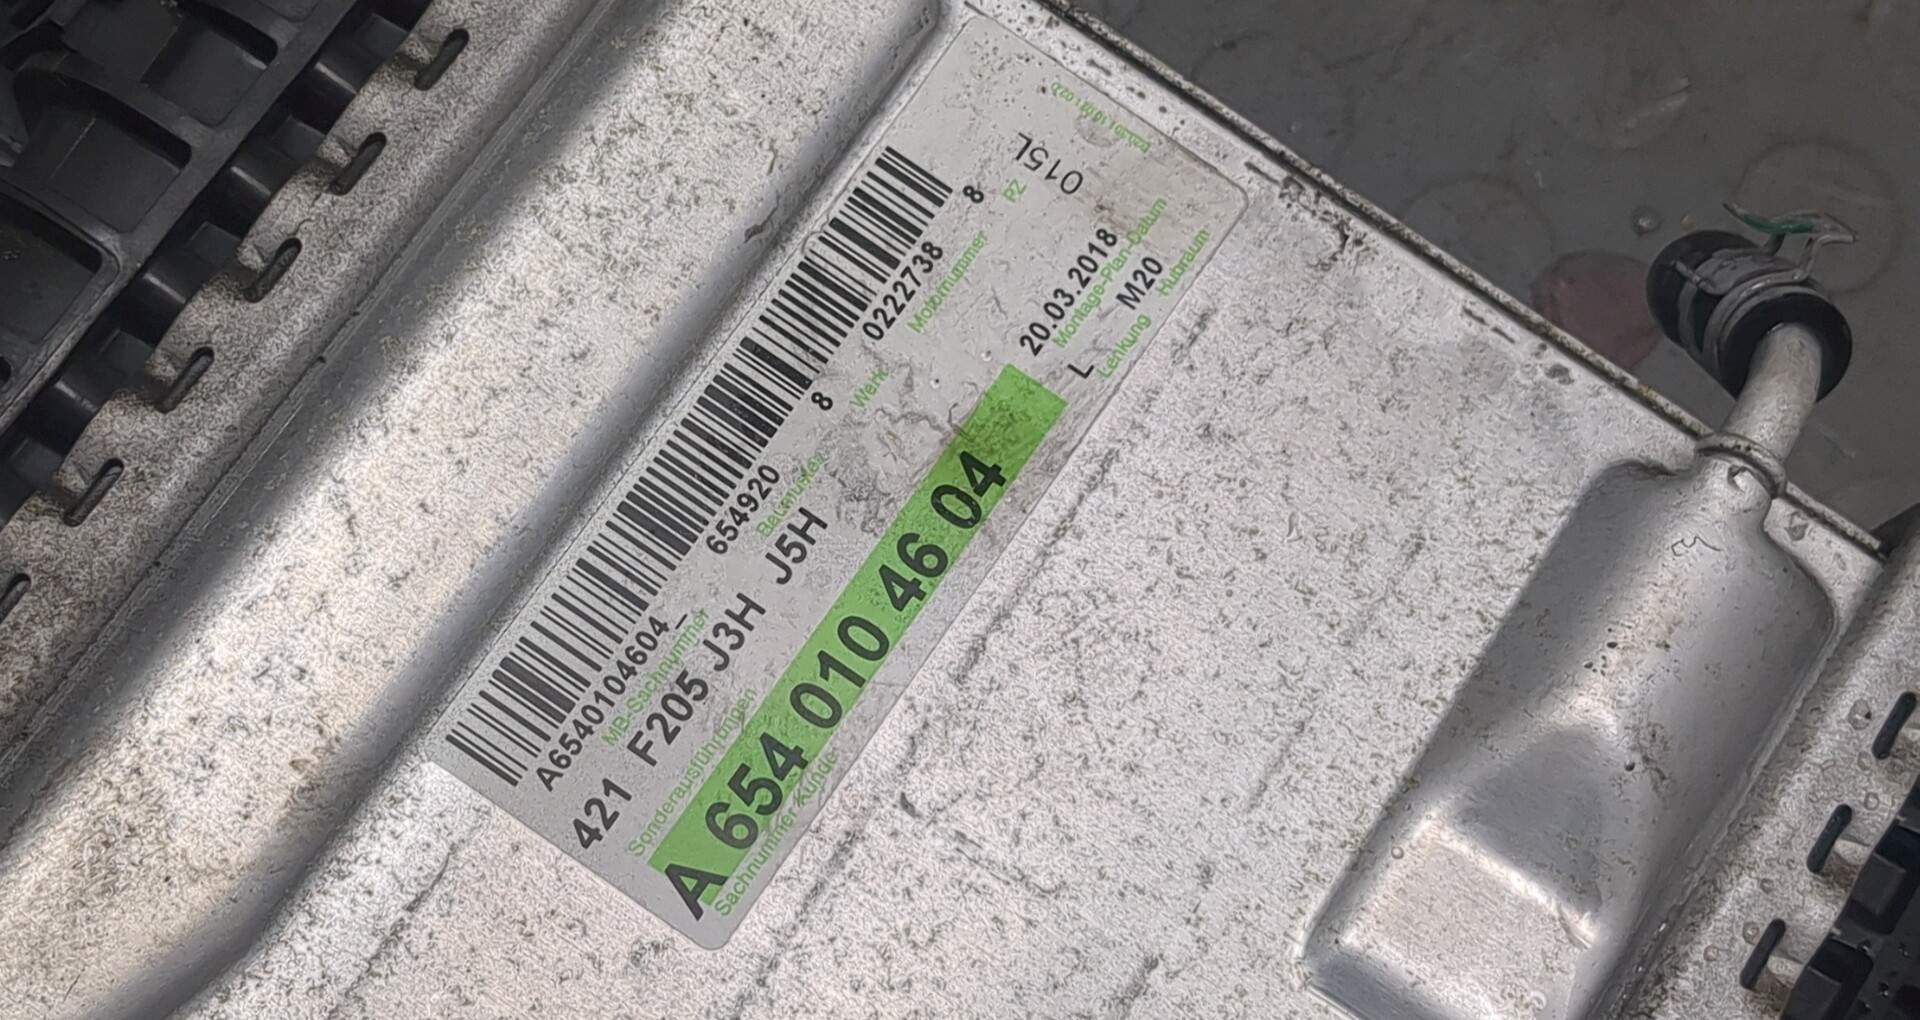 A6540104604_ 654920 8 0222738 8
MB-Sachnummer Baumuster Werk Motornummer PZ
421 F205 J3H J5H
Sonderausführungen
015L
20.03.2018
Montage-Plan-Datum
A 654 010 46 04
L M20
Sachnummer Kunde Lenkung Hubraum